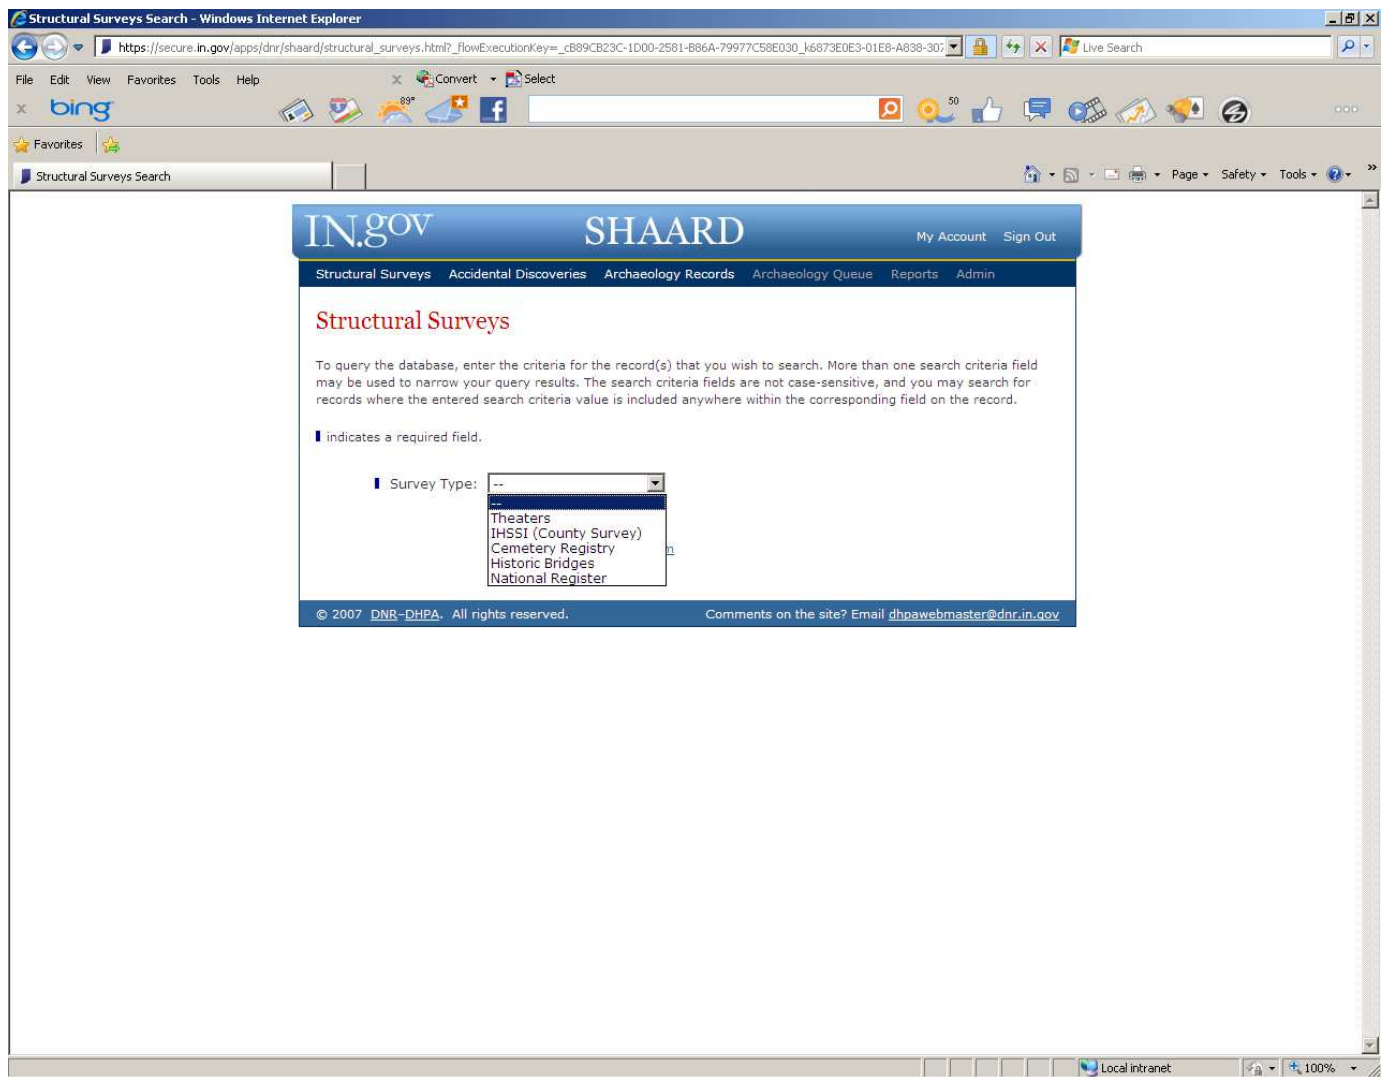 Structural Surveys Search - Windows Internet Explorer
https://secure.in.gov/apps/dnr/shaard/structural_surveys.html?_flowExecutionKey=_cB89CB23C-1D00-2581-B86A-79977C58E030_k6873E0E3-01E8-A838-307 Live Search
File Edit View Favorites Tools Help x Convert Select
x bing 89° 50
Favorites
Structural Surveys Search Page Safety Tools »
IN.gov SHAARD My Account Sign Out
Structural Surveys Accidental Discoveries Archaeology Records Archaeology Queue Reports Admin
Structural Surveys
To query the database, enter the criteria for the record(s) that you wish to search. More than one search criteria field
may be used to narrow your query results. The search criteria fields are not case-sensitive, and you may search for
records where the entered search criteria value is included anywhere within the corresponding field on the record.
indicates a required field.
Survey Type: --
--
Theaters
IHSSI (County Survey)
Cemetery Registry
Historic Bridges
National Register
© 2007 DNR-DHPA. All rights reserved. Comments on the site? Email dhpawebmaster@dnr.in.gov
Local intranet 100%